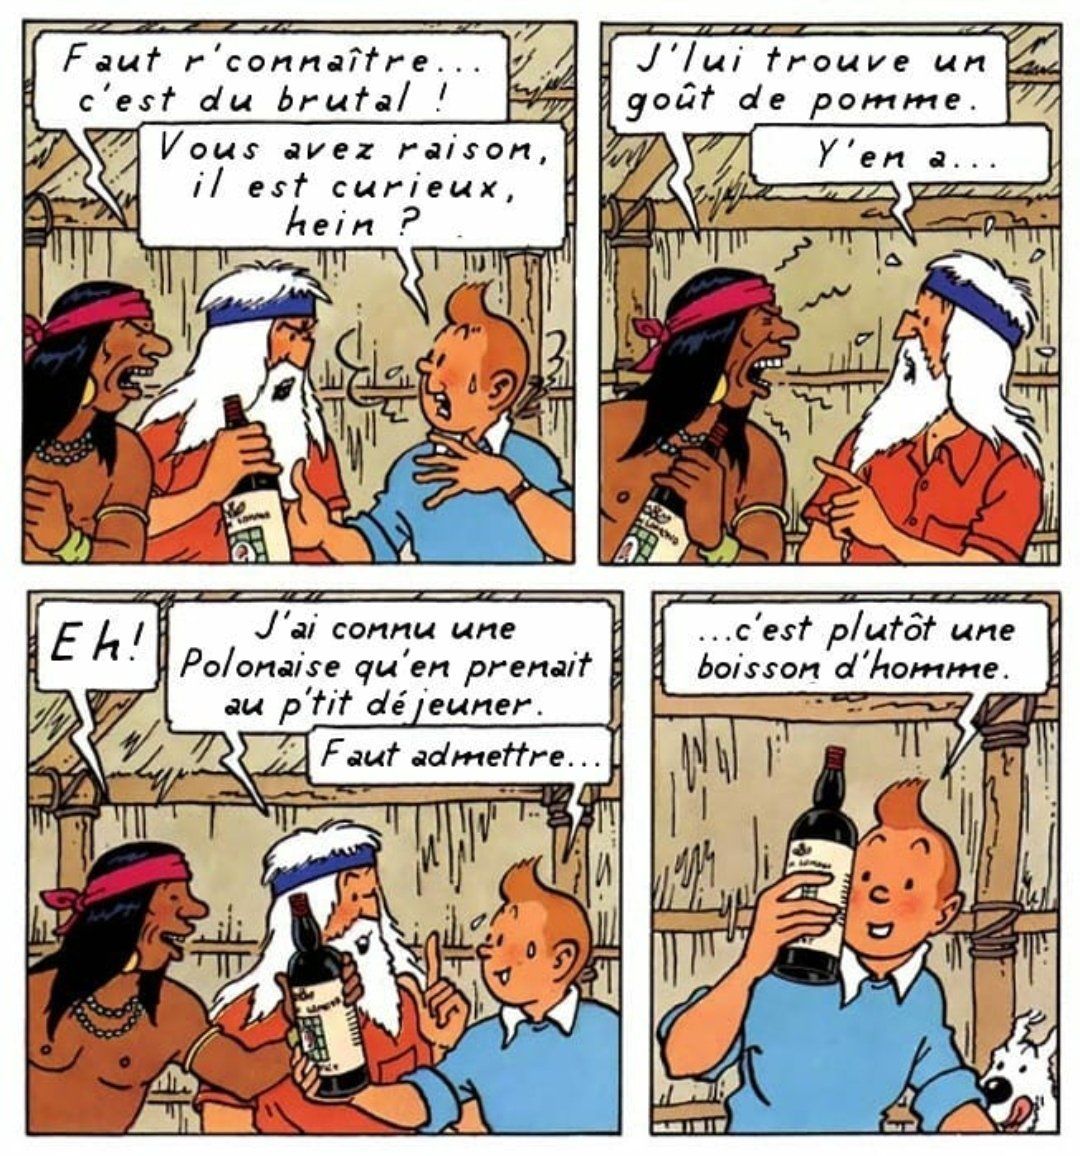 Faut r'connaître...
c'est du brutal !
Vous avez raison,
il est curieux,
hein ?
J'lui trouve un
goût de pomme.
Y'en a...
Eh!
J'ai connu une
Polonaise qu'en prenait
au p'tit déjeuner.
Faut admettre...
...c'est plutôt une
boisson d'homme.